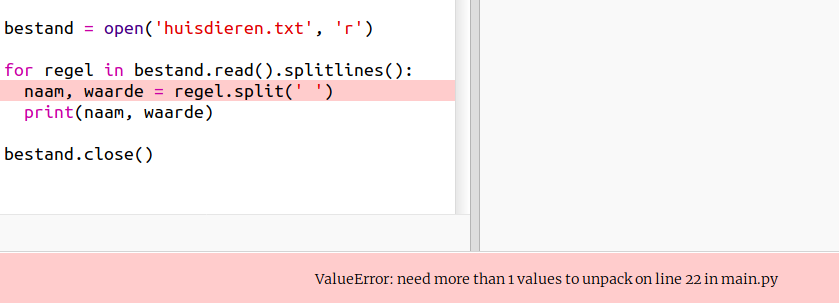 bestand = open('huisdieren.txt', 'r')
for regel in bestand.read().splitlines():
  naam, waarde = regel.split(' ')
  print(naam, waarde)
bestand.close()
ValueError: need more than 1 values to unpack on line 22 in main.py